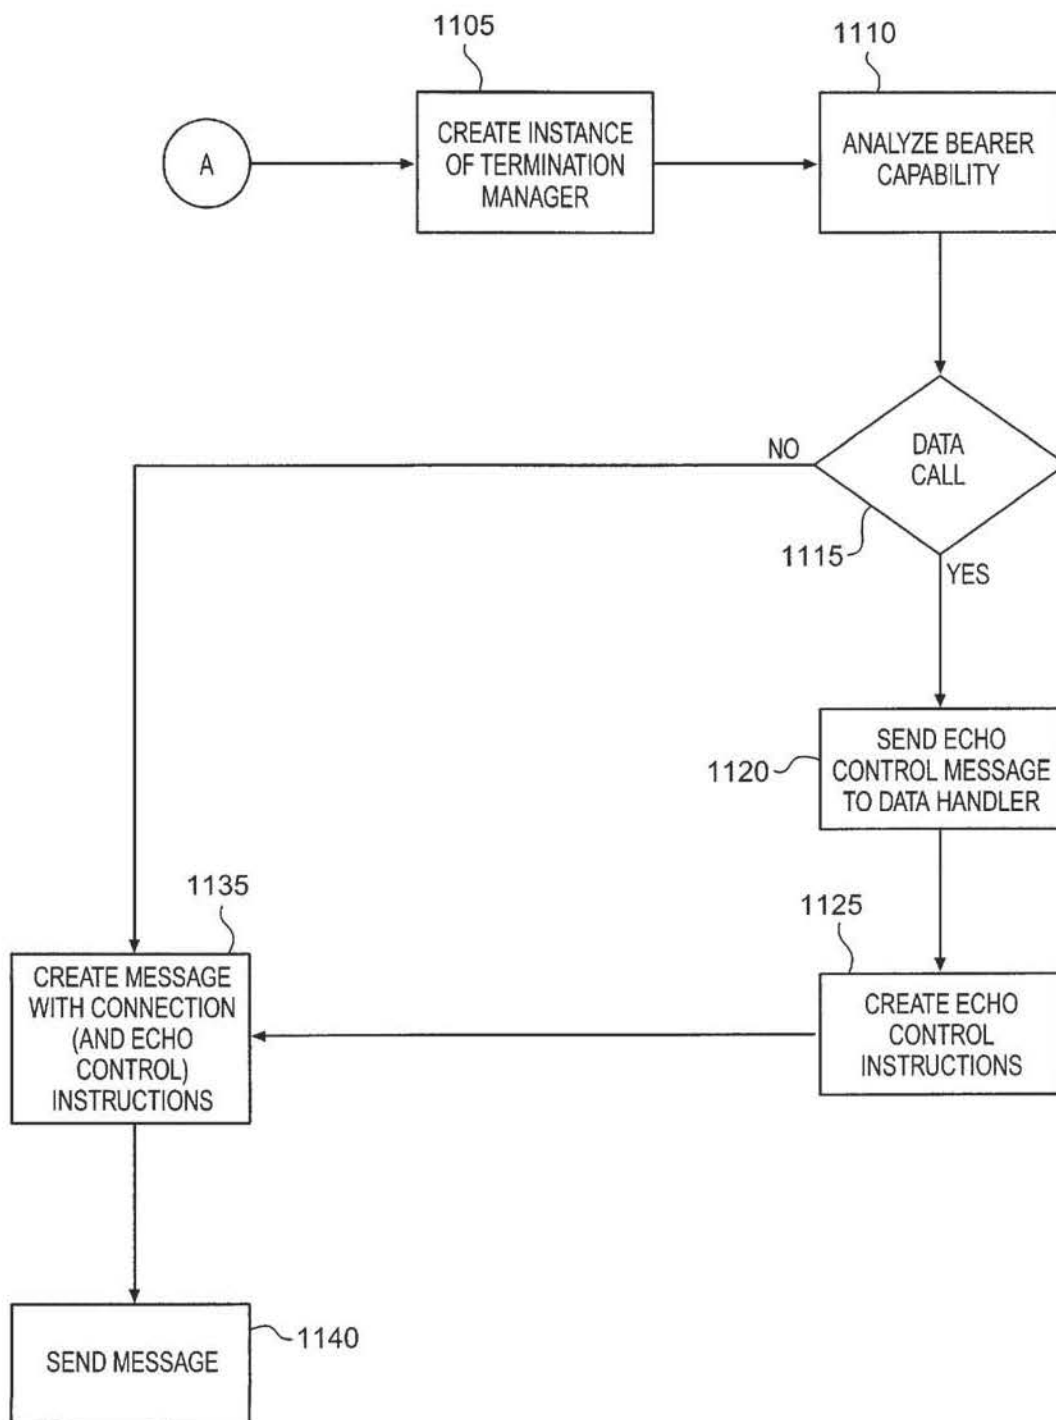 1105
1110
A
CREATE INSTANCE
OF TERMINATION
MANAGER
ANALYZE BEARER
CAPABILITY
NO
DATA
CALL
1115
YES
1120
SEND ECHO
CONTROL MESSAGE
TO DATA HANDLER
1135
1125
CREATE MESSAGE
WITH CONNECTION
(AND ECHO
CONTROL)
INSTRUCTIONS
CREATE ECHO
CONTROL
INSTRUCTIONS
SEND MESSAGE
1140